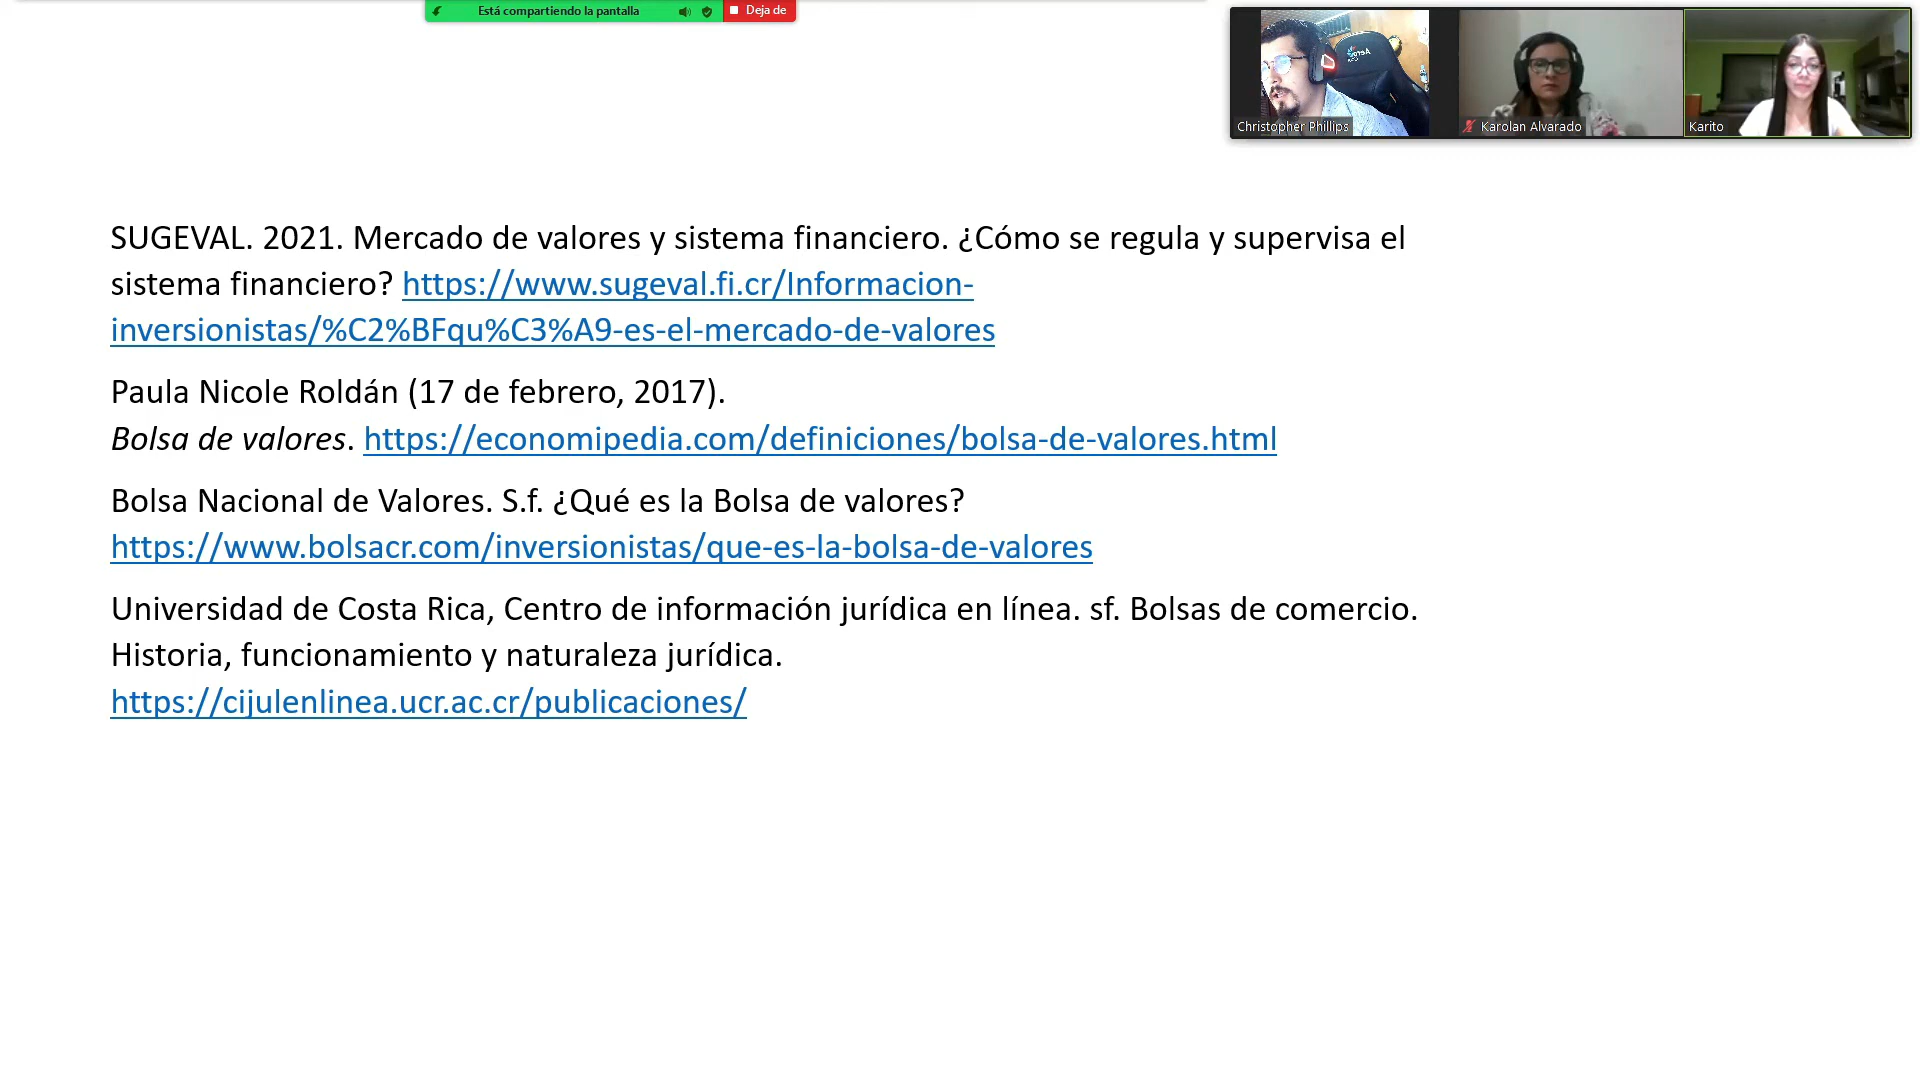 Está compartiendo la pantalla
Deja de
Christopher Phillips
Karolan Alvarado
Karito
SUGEVAL. 2021. Mercado de valores y sistema financiero. ¿Cómo se regula y supervisa el
sistema financiero? https://www.sugeval.fi.cr/Informacion-
inversionistas/%C2%BFqu%C3%A9-es-el-mercado-de-valores
Paula Nicole Roldán (17 de febrero, 2017).
Bolsa de valores. https://economipedia.com/definiciones/bolsa-de-valores.html
Bolsa Nacional de Valores. S.f. ¿Qué es la Bolsa de valores?
https://www.bolsacr.com/inversionistas/que-es-la-bolsa-de-valores
Universidad de Costa Rica, Centro de información jurídica en línea. sf. Bolsas de comercio.
Historia, funcionamiento y naturaleza jurídica.
https://cijulenlinea.ucr.ac.cr/publicaciones/